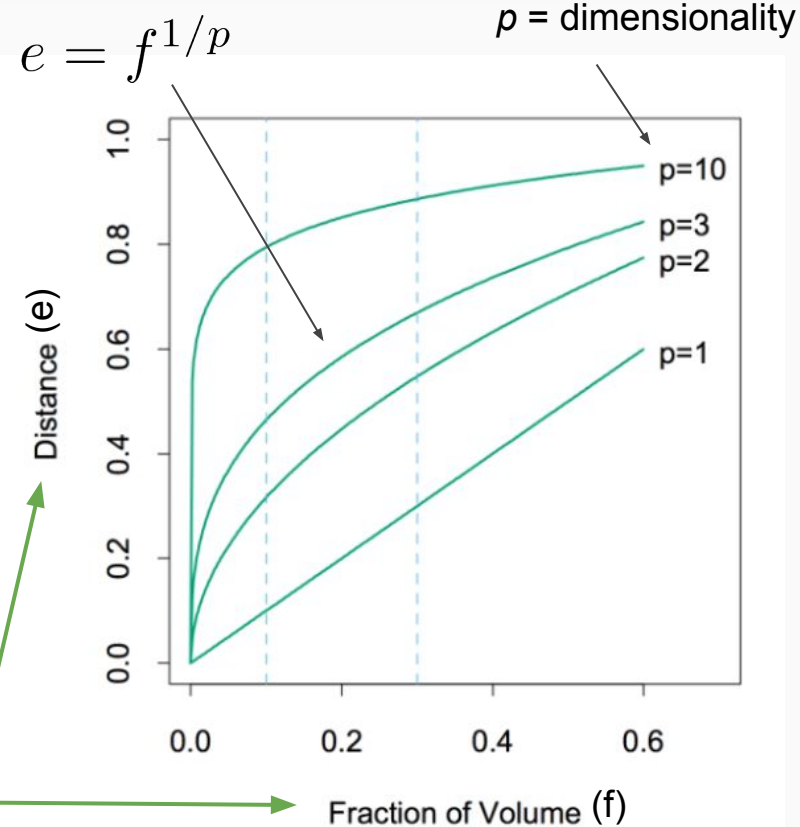 p = dimensionality
e = f^{1/p}
1.0
0.8
0.6
0.4
0.2
0.0
Distance (e)
p=10
p=3
p=2
p=1
0.0 0.2 0.4 0.6
Fraction of Volume (f)